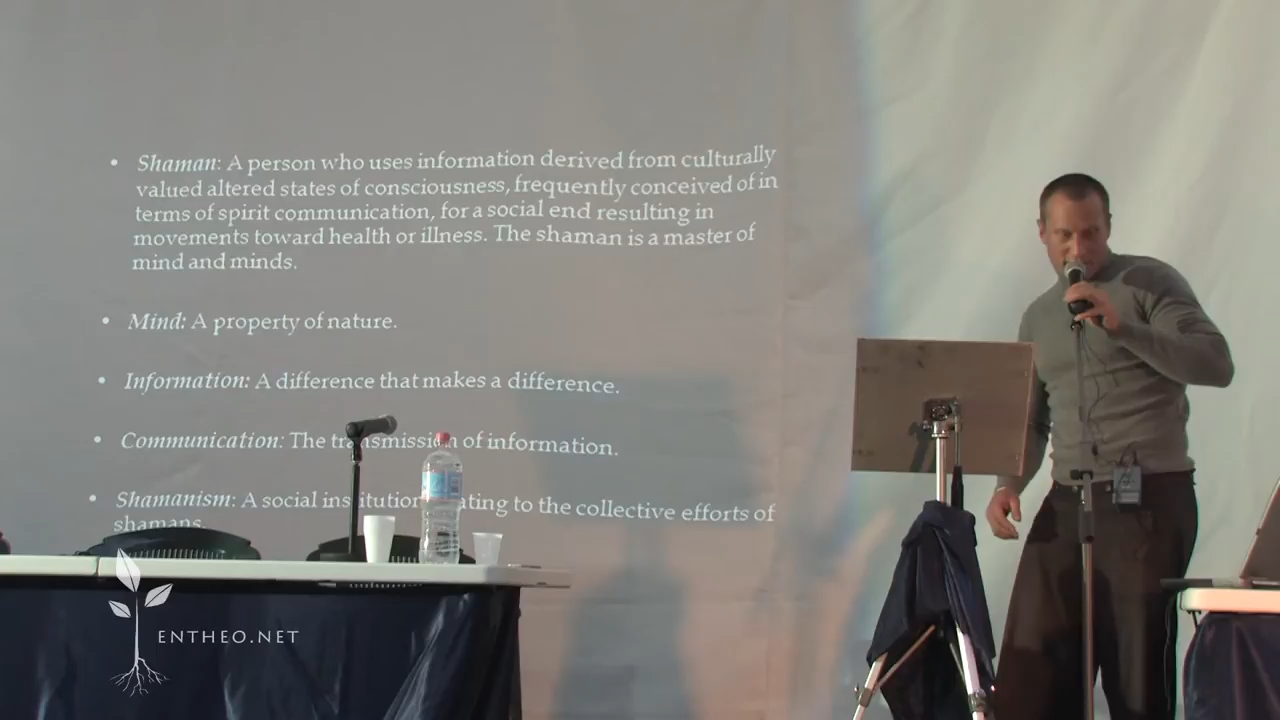 • Shaman: A person who uses information derived from culturally
valued altered states of consciousness, frequently conceived of in
terms of spirit communication, for a social end resulting in
movements toward health or illness. The shaman is a master of
mind and minds.
• Mind: A property of nature.
• Information: A difference that makes a difference.
• Communication: The transmission of information.
• Shamanism: A social institution to the collective efforts of
shamans.
ENTHEO.NET